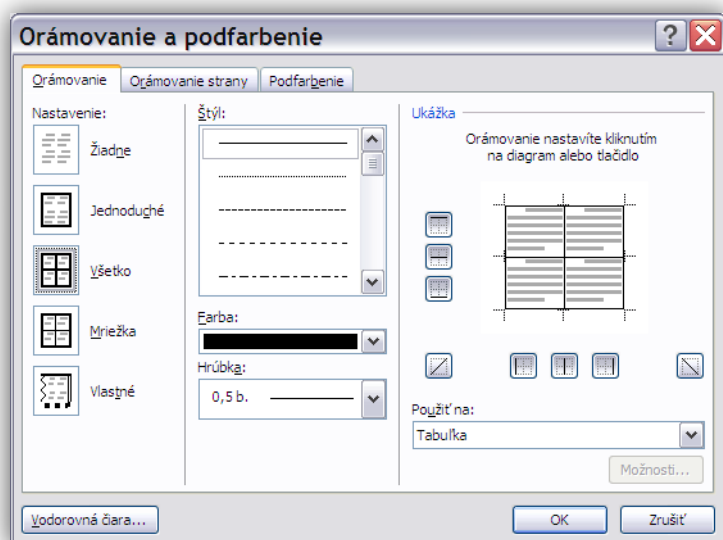 Orámovanie a podfarbenie
Orámovanie
Orámovanie strany
Podfarbenie
Nastavenie:
Žiadne
Jednoduché
Všetko
Mriežka
Vlastné
Štýl:
Farba:
Hrúbka:
0,5 b.
Ukážka
Orámovanie nastavíte kliknutím
na diagram alebo tlačidlo
Použiť na:
Tabuľka
Možnosti...
Vodorovná čiara...
OK
Zrušiť